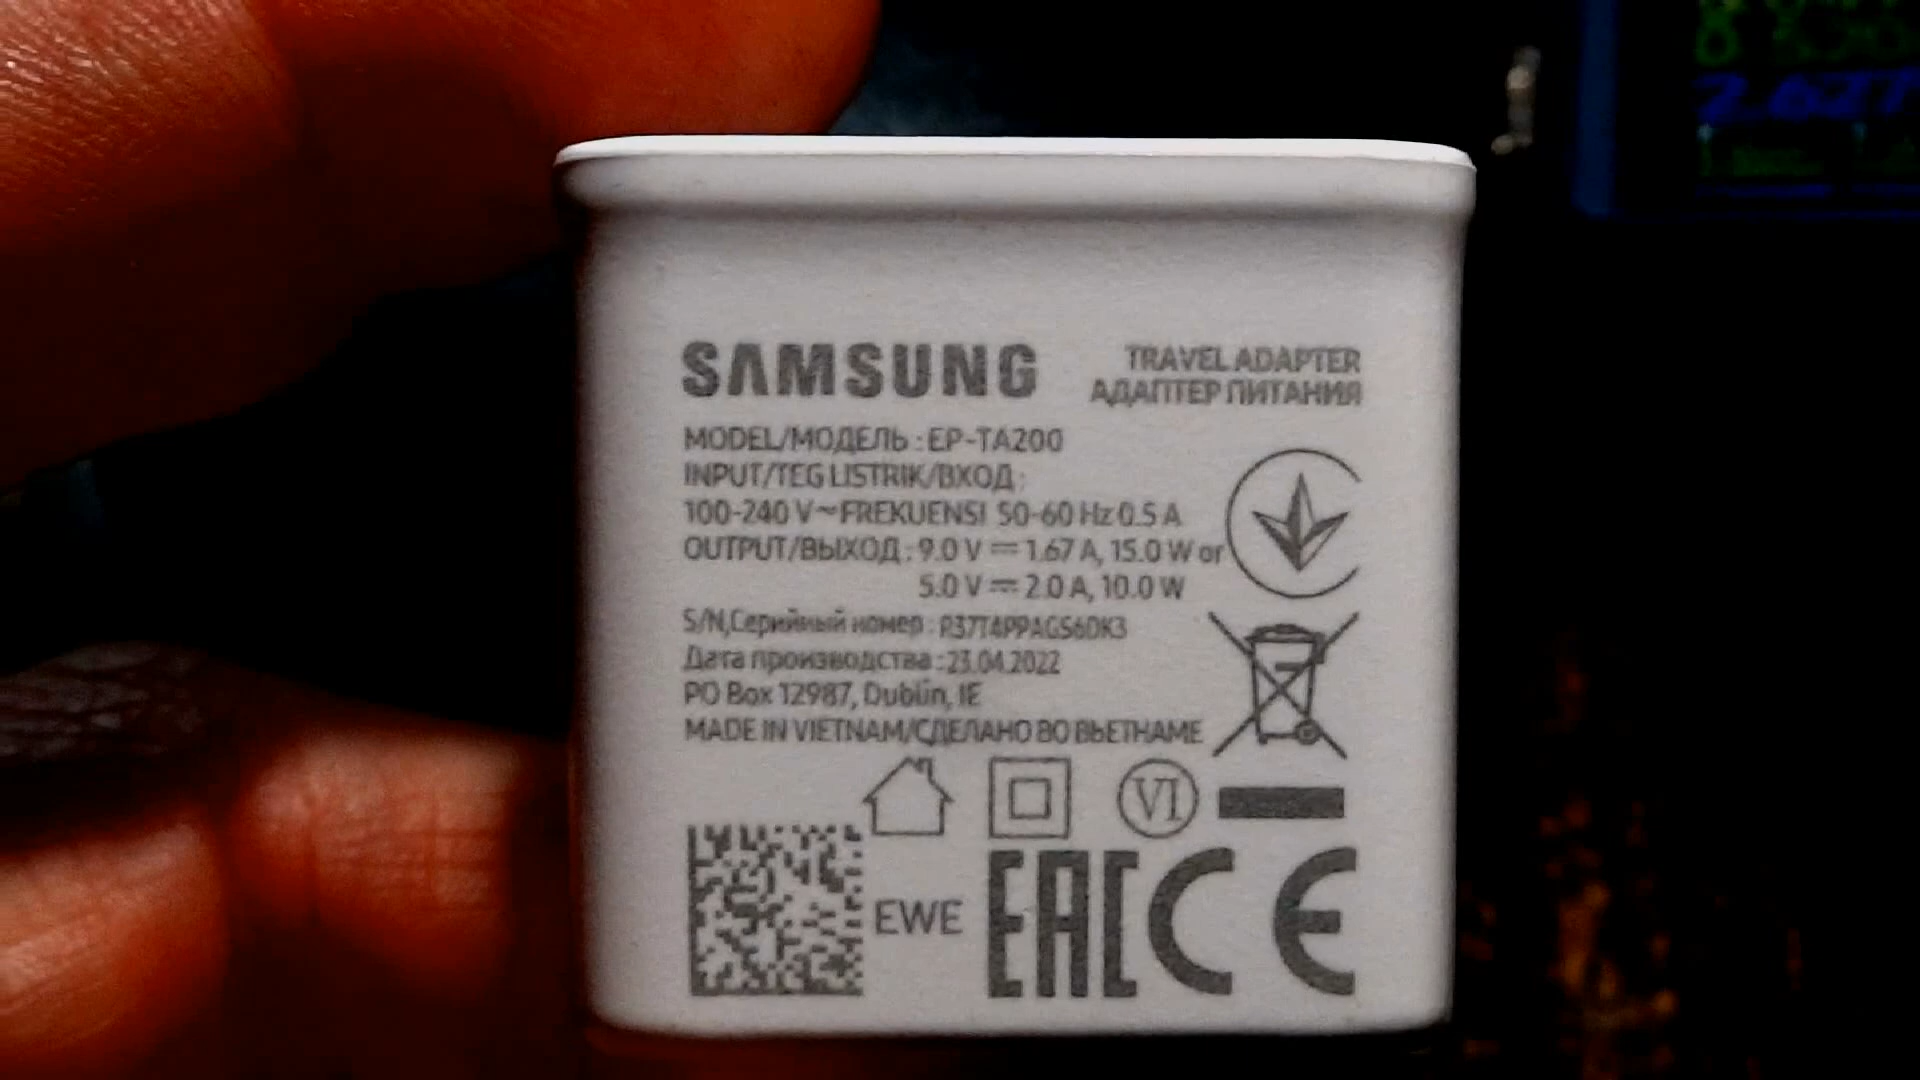 SAMSUNG
TRAVEL ADAPTER
АДАПТЕР ПИТАНИЯ
MODEL/МОДЕЛЬ : EP-TA200
INPUT/TEG LISTRIK/ВХОД :
100-240 V~FREKUENSI 50-60 Hz 0.5 A
OUTPUT/ВЫХОД : 9.0 V ⎓ 1.67 A, 15.0 W or
5.0 V ⎓ 2.0 A, 10.0 W
S/N,Серийный номер : R37T4PPAGS6DK3
Дата производства : 23.04.2022
PO Box 12987, Dublin, IE
MADE IN VIETNAM/СДЕЛАНО ВО ВЬЕТНАМЕ
VI
EWE
EAC CE